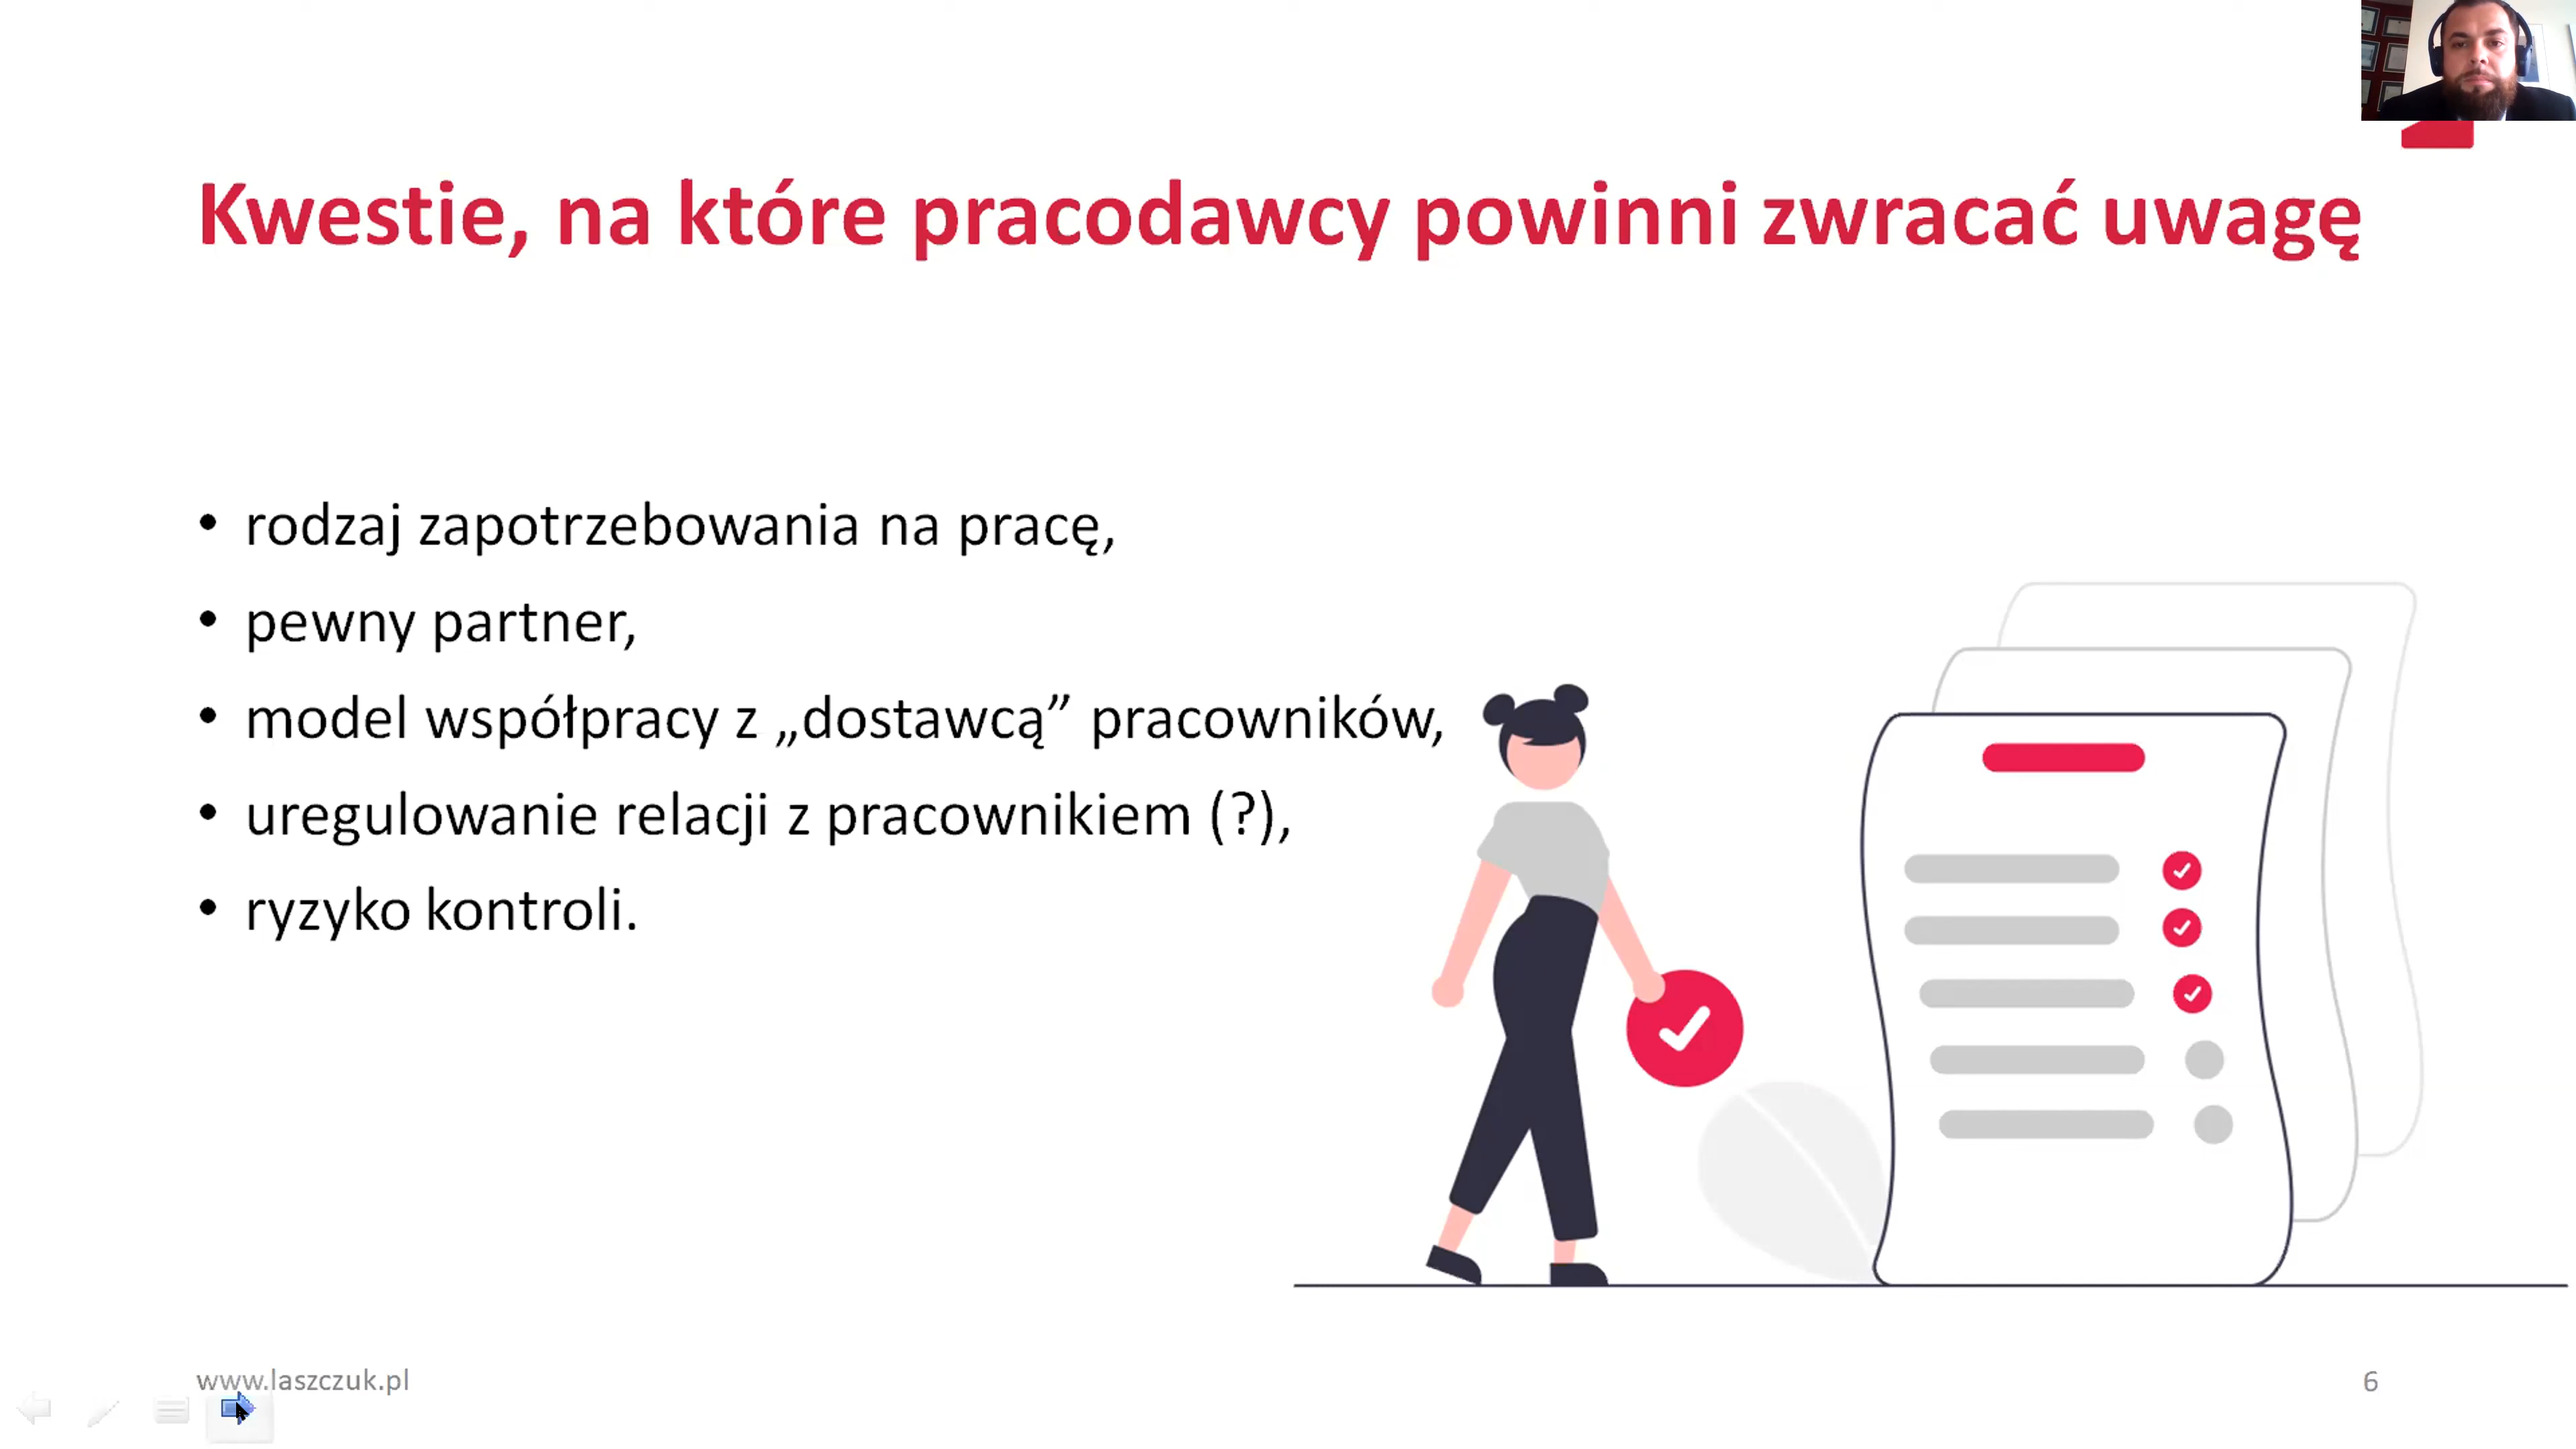 Kwestie, na które pracodawcy powinni zwracać uwagę
• rodzaj zapotrzebowania na pracę,
• pewny partner,
• model współpracy z „dostawcą” pracowników,
• uregulowanie relacji z pracownikiem (?),
• ryzyko kontroli.
www.laszczuk.pl
6